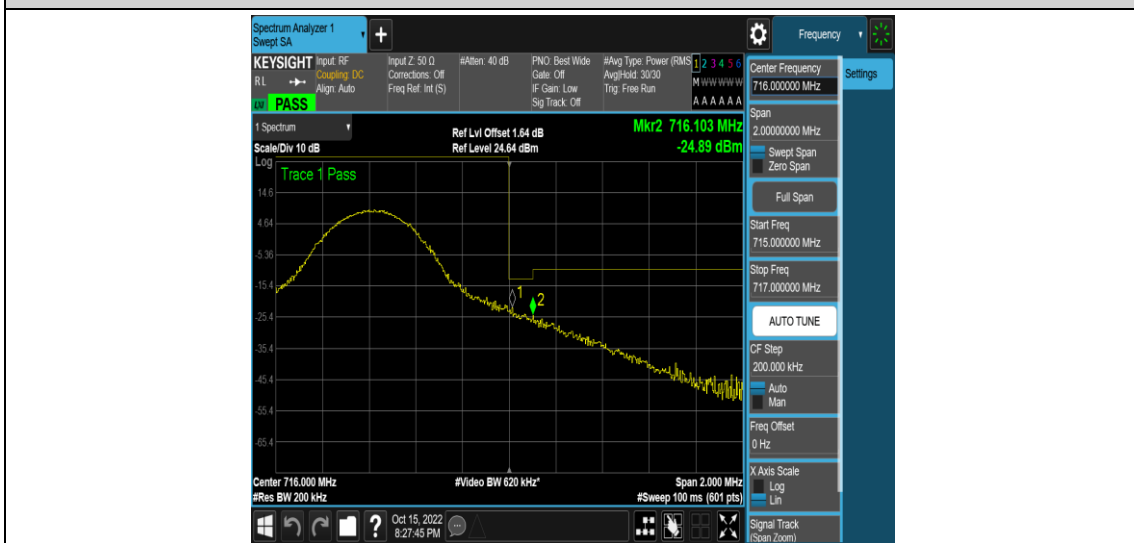 Spectrum Analyzer 1
Swept SA
+
Frequency
KEYSIGHT
RL
LXI PASS
Input: RF
Coupling: DC
Align: Auto
Input Z: 50 Ω
Corrections: Off
Freq Ref: Int (S)
#Atten: 40 dB
PNO: Best Wide
Gate: Off
IF Gain: Low
Sig Track: Off
#Avg Type: Power (RMS
Avg|Hold: 30/30
Trig: Free Run
1 2 3 4 5 6
M W W W W W
A A A A A A
1 Spectrum
Scale/Div 10 dB
Ref Lvl Offset 1.64 dB
Ref Level 24.64 dBm
Mkr2 716.103 MHz
-24.89 dBm
Log
Trace 1 Pass
14.6
4.64
-5.36
-15.4
-25.4
-35.4
-45.4
-55.4
-65.4
1
2
Center 716.000 MHz
#Res BW 200 kHz
#Video BW 620 kHz*
Span 2.000 MHz
#Sweep 100 ms (601 pts)
?
Oct 15, 2022
8:27:45 PM
Center Frequency
716.000000 MHz
Span
2.00000000 MHz
Swept Span
Zero Span
Full Span
Start Freq
715.000000 MHz
Stop Freq
717.000000 MHz
AUTO TUNE
CF Step
200.000 kHz
Auto
Man
Freq Offset
0 Hz
X Axis Scale
Log
Lin
Signal Track
(Span Zoom)
Settings